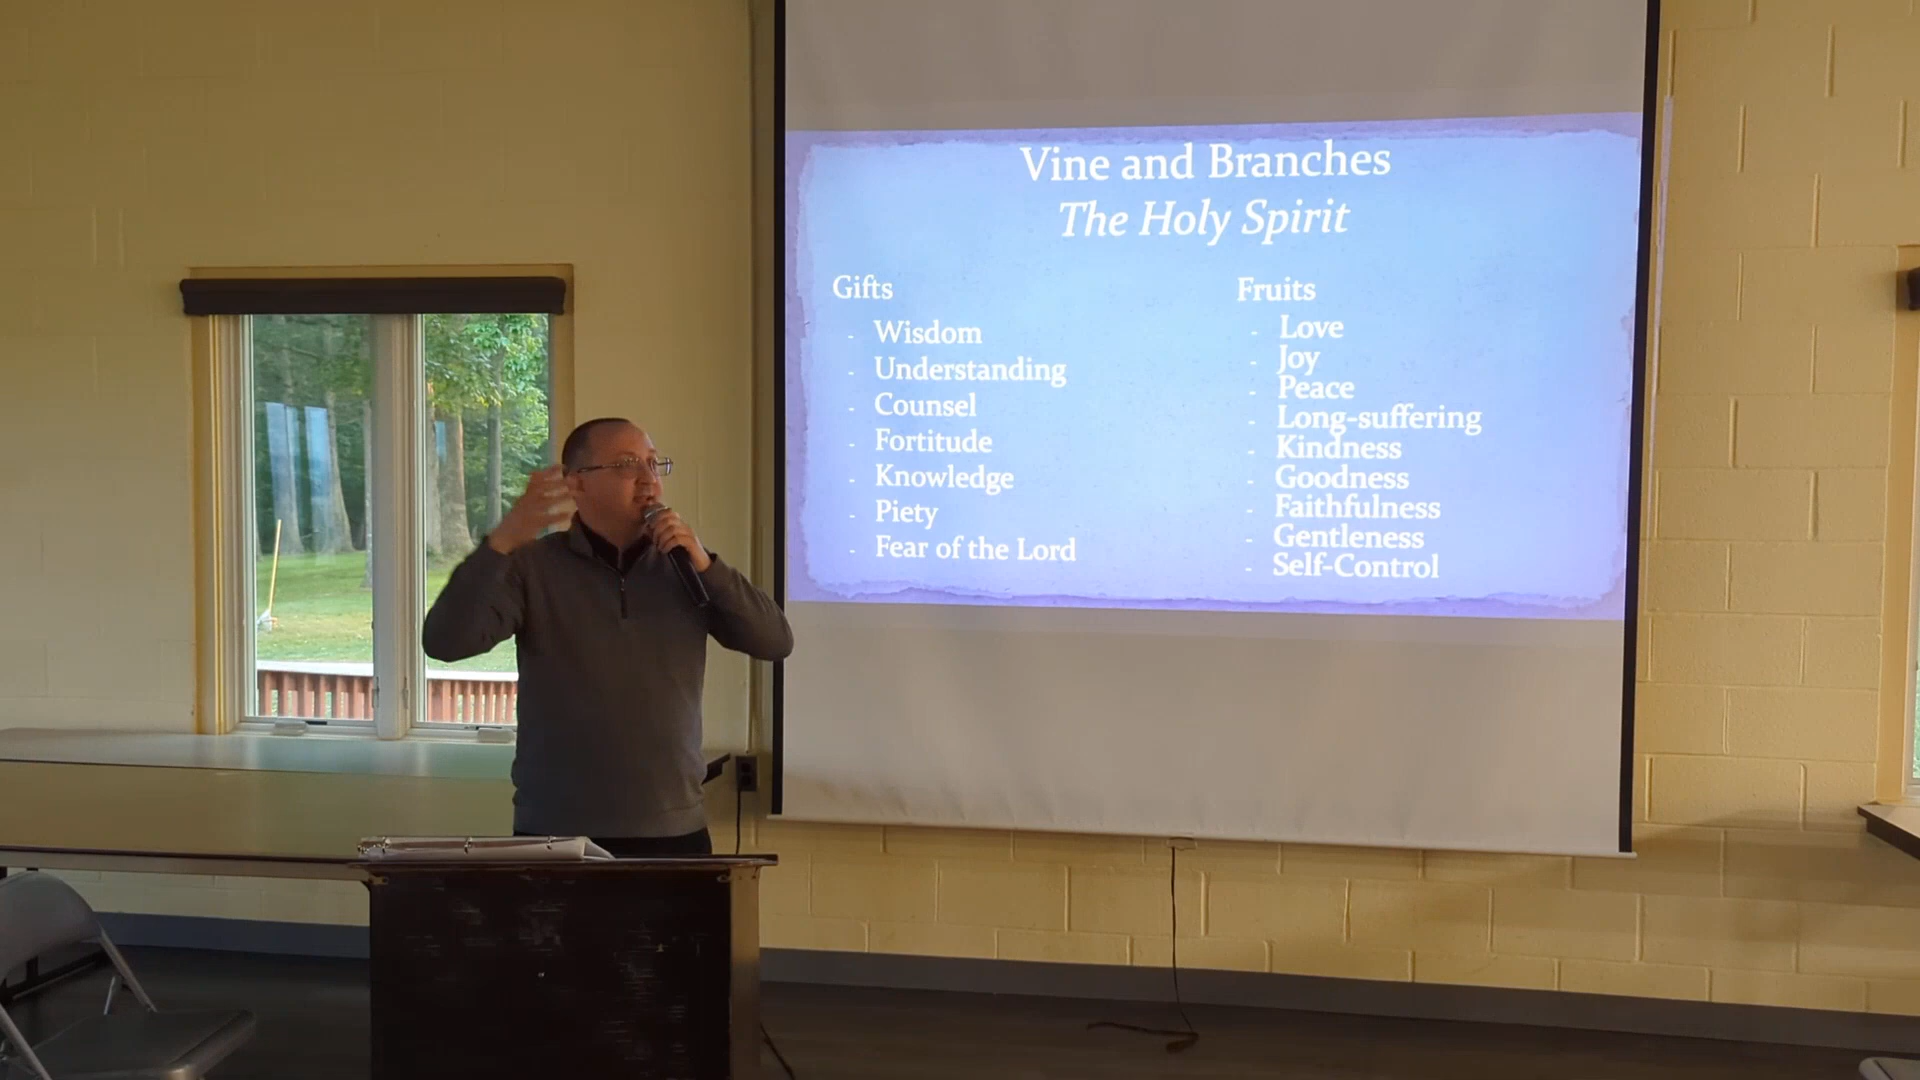 Vine and Branches
The Holy Spirit
Gifts
- Wisdom
- Understanding
- Counsel
- Fortitude
- Knowledge
- Piety
- Fear of the Lord
Fruits
- Love
- Joy
- Peace
- Long-suffering
- Kindness
- Goodness
- Faithfulness
- Gentleness
- Self-Control